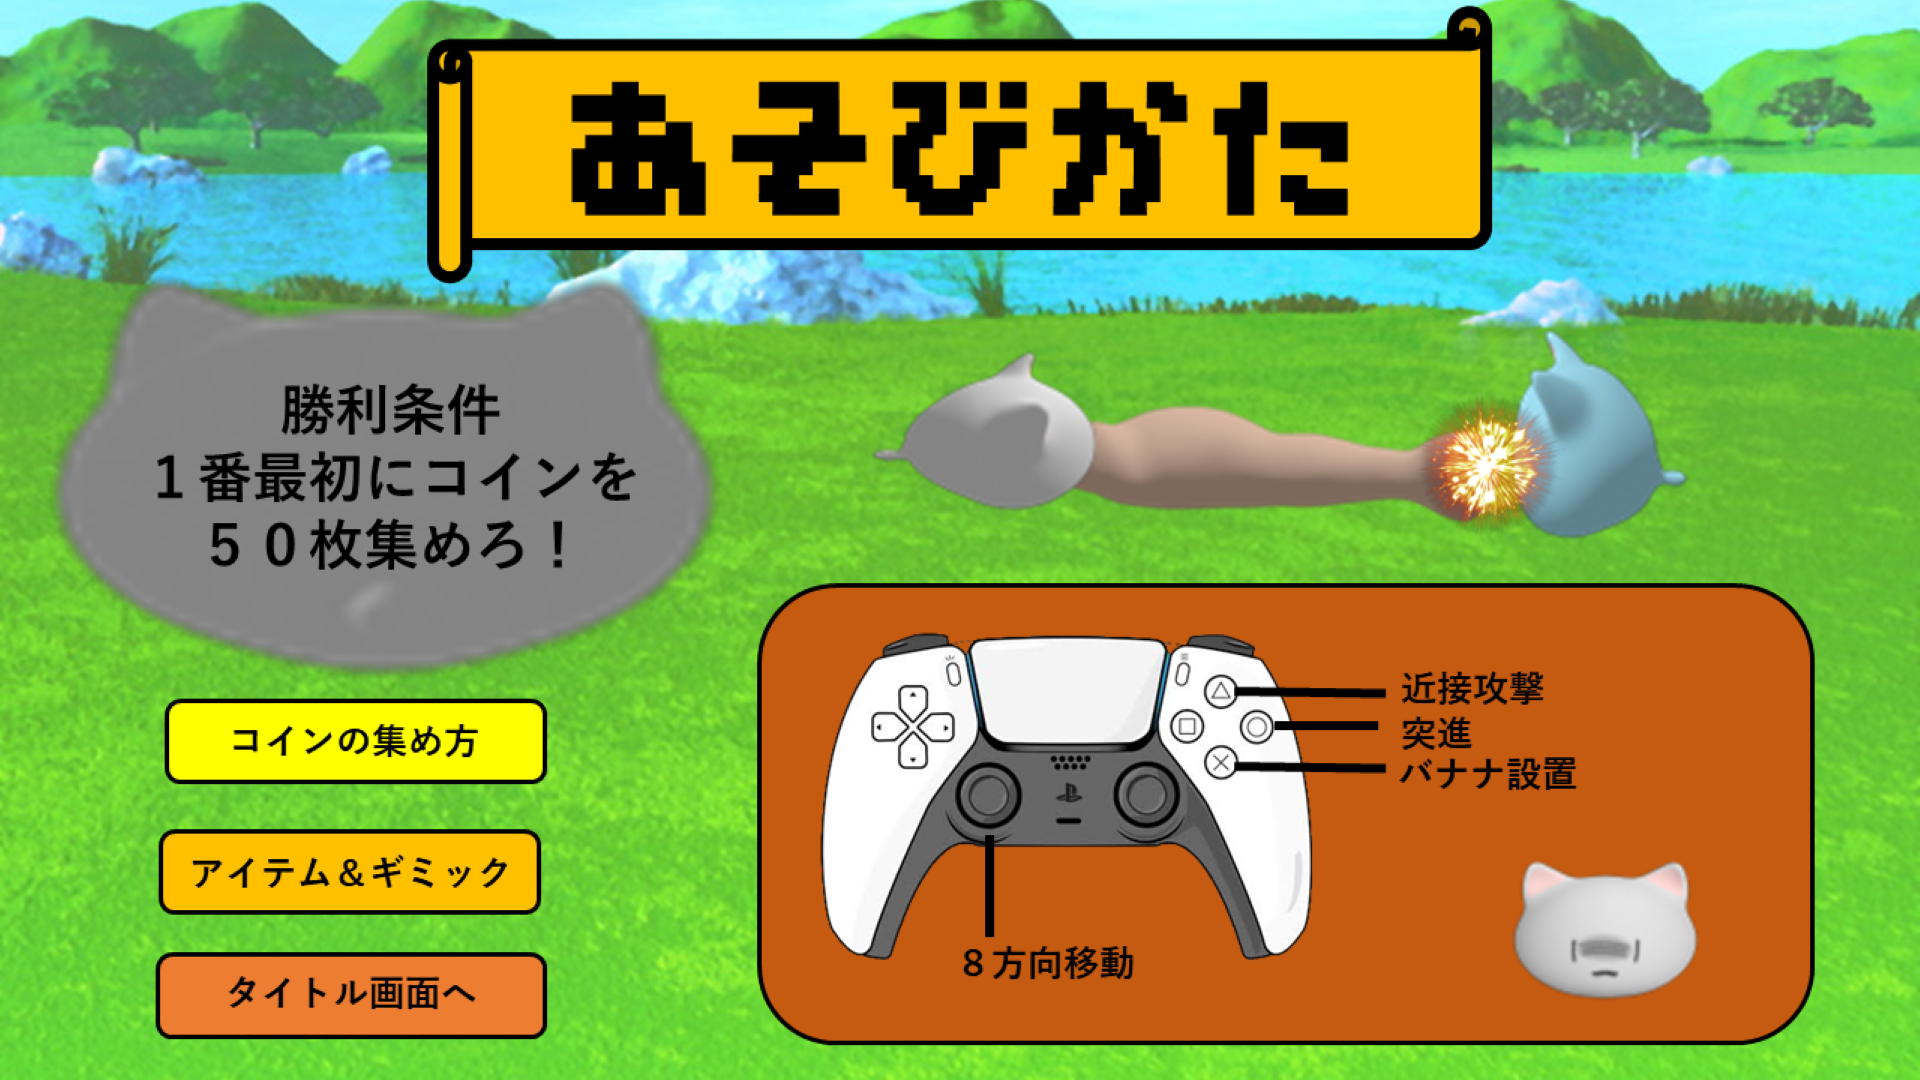 あそびかた
勝利条件
１番最初にコインを
５０枚集めろ！
コインの集め方
アイテム＆ギミック
タイトル画面へ
近接攻撃
突進
バナナ設置
８方向移動